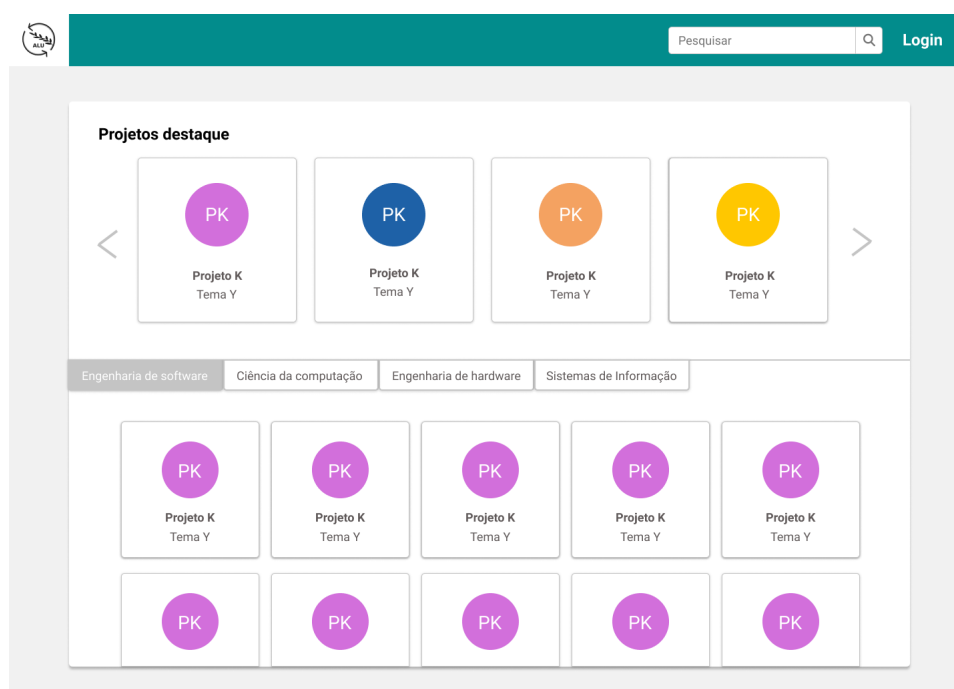 ALU
Pesquisar
Login
Projetos destaque
PK PK PK PK
Projeto K Projeto K Projeto K Projeto K
Tema Y Tema Y Tema Y Tema Y
Engenharia de software Ciência da computação Engenharia de hardware Sistemas de Informação
PK PK PK PK PK
Projeto K Projeto K Projeto K Projeto K Projeto K
Tema Y Tema Y Tema Y Tema Y Tema Y
PK PK PK PK PK